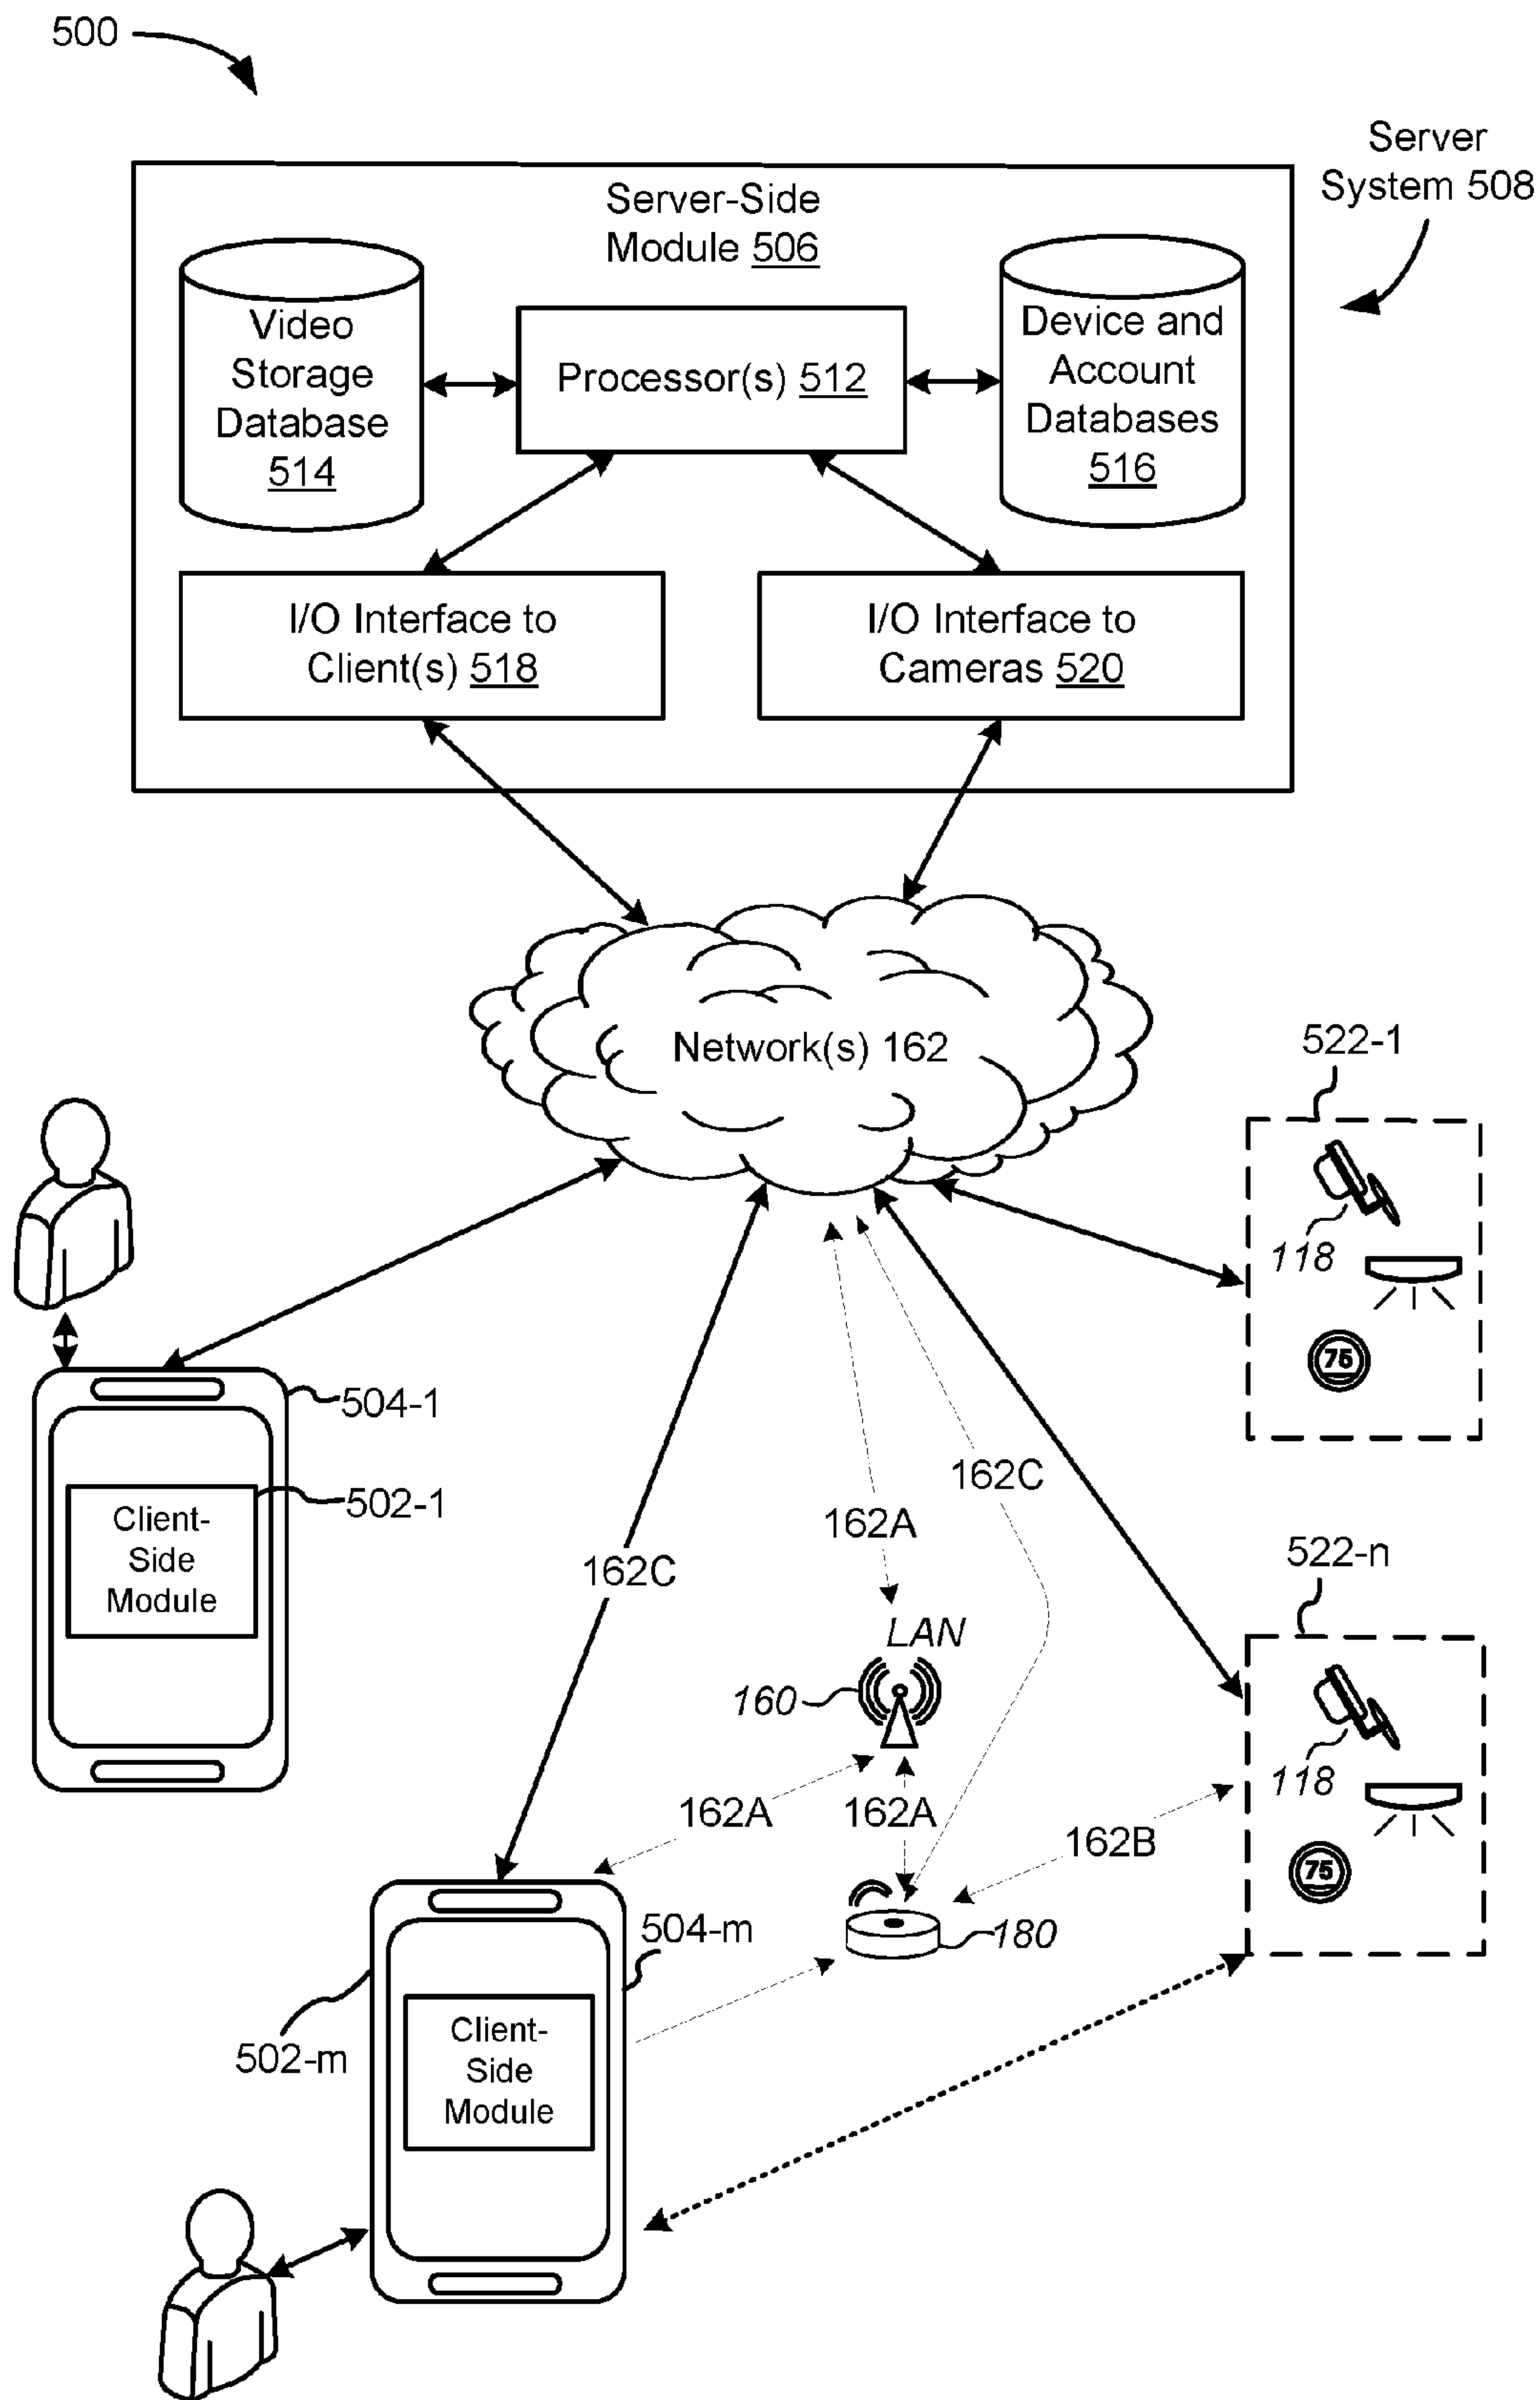 500
Server
System 508
Server-Side
Module 506
Video
Storage
Database
514
Processor(s) 512
Device and
Account
Databases
516
I/O Interface to
Client(s) 518
I/O Interface to
Cameras 520
Network(s) 162
522-1
118
75
504-1
502-1
Client-
Side
Module
162C
162A
162C
522-n
LAN
160
118
162A
162A
162B
75
504-m
180
502-m
Client-
Side
Module